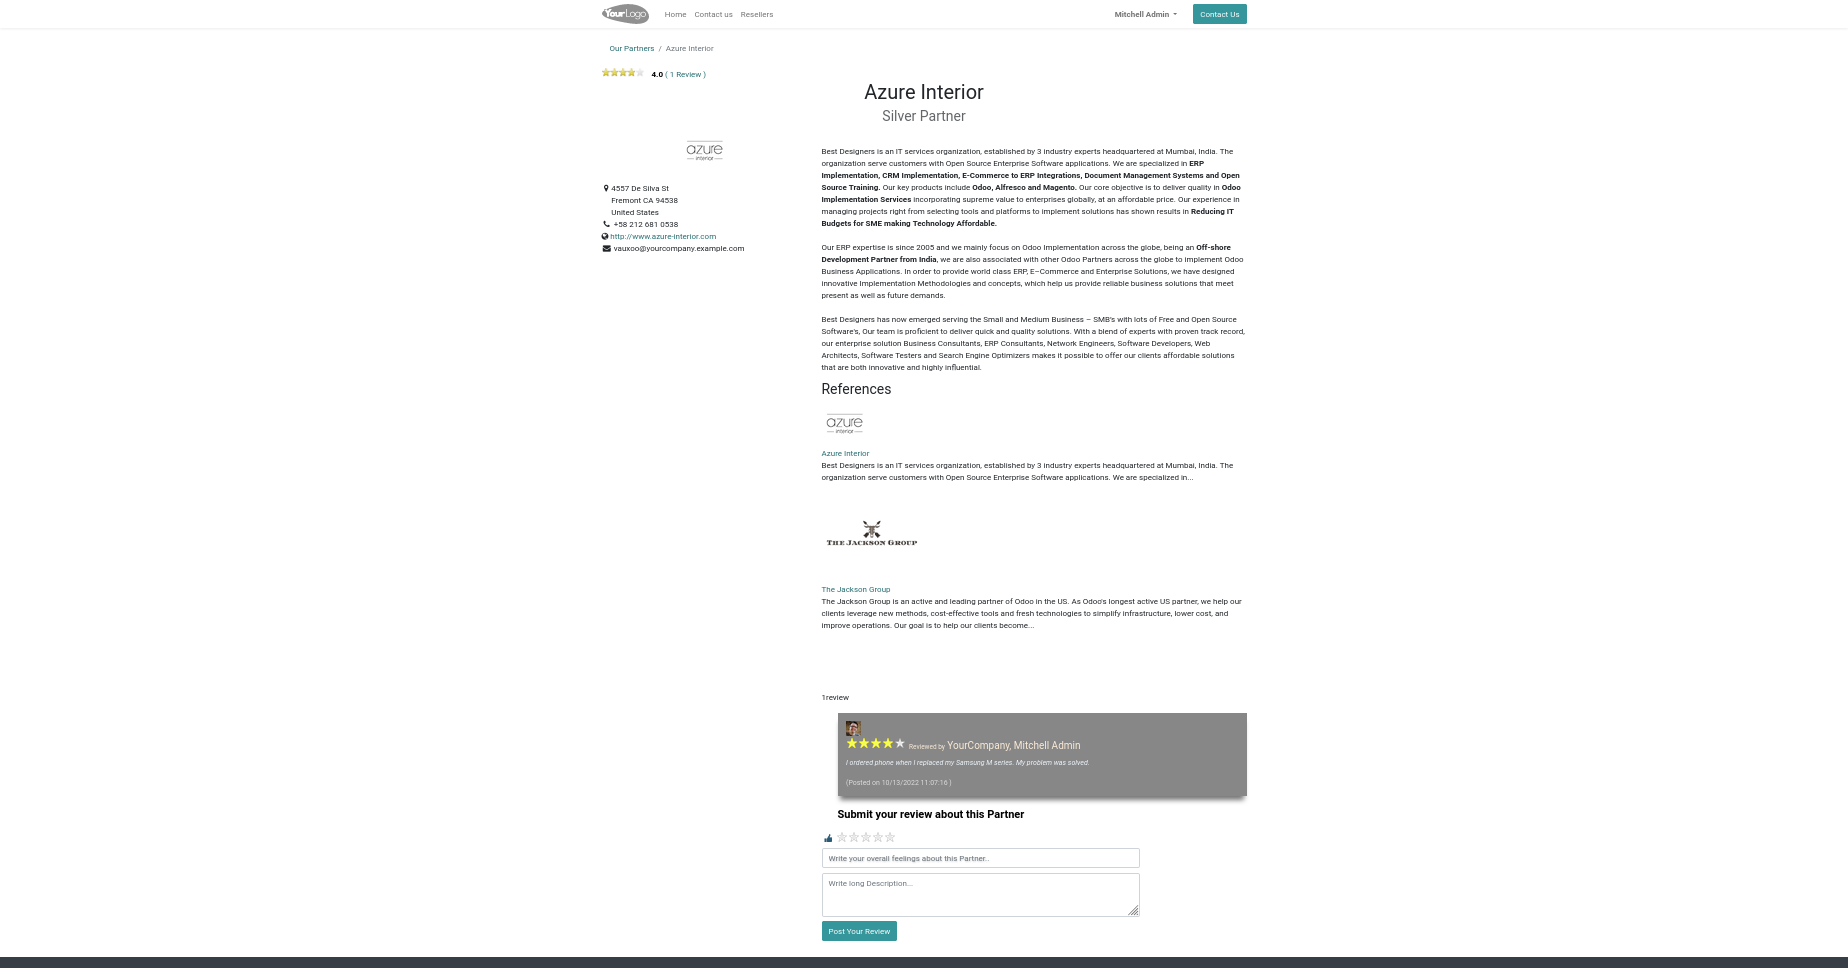 YourLogo
Home Contact us Resellers
Mitchell Admin
Contact Us
Our Partners / Azure Interior
4.0 ( 1 Review )
Azure Interior
Silver Partner
azure
interior
4557 De Silva St
Fremont CA 94538
United States
+58 212 681 0538
http://www.azure-interior.com
vauxoo@yourcompany.example.com
Best Designers is an IT services organization, established by 3 industry experts headquartered at Mumbai, India. The
organization serve customers with Open Source Enterprise Software applications. We are specialized in ERP
Implementation, CRM Implementation, E-Commerce to ERP Integrations, Document Management Systems and Open
Source Training. Our key products include Odoo, Alfresco and Magento. Our core objective is to deliver quality in Odoo
Implementation Services incorporating supreme value to enterprises globally, at an affordable price. Our experience in
managing projects right from selecting tools and platforms to implement solutions has shown results in Reducing IT
Budgets for SME making Technology Affordable.
Our ERP expertise is since 2005 and we mainly focus on Odoo Implementation across the globe, being an Off-shore
Development Partner from India, we are also associated with other Odoo Partners across the globe to implement Odoo
Business Applications. In order to provide world class ERP, E–Commerce and Enterprise Solutions, we have designed
innovative Implementation Methodologies and concepts, which help us provide reliable business solutions that meet
present as well as future demands.
Best Designers has now emerged serving the Small and Medium Business – SMB's with lots of Free and Open Source
Software's, Our team is proficient to deliver quick and quality solutions. With a blend of experts with proven track record,
our enterprise solution Business Consultants, ERP Consultants, Network Engineers, Software Developers, Web
Architects, Software Testers and Search Engine Optimizers makes it possible to offer our clients affordable solutions
that are both innovative and highly influential.
References
azure
interior
Azure Interior
Best Designers is an IT services organization, established by 3 industry experts headquartered at Mumbai, India. The
organization serve customers with Open Source Enterprise Software applications. We are specialized in...
THE JACKSON GROUP
The Jackson Group
The Jackson Group is an active and leading partner of Odoo in the US. As Odoo's longest active US partner, we help our
clients leverage new methods, cost-effective tools and fresh technologies to simplify infrastructure, lower cost, and
improve operations. Our goal is to help our clients become...
1review
Reviewed by YourCompany, Mitchell Admin
I ordered phone when I replaced my Samsung M series. My problem was solved.
(Posted on 10/13/2022 11:07:16 )
Submit your review about this Partner
Write your overall feelings about this Partner..
Write long Description...
Post Your Review